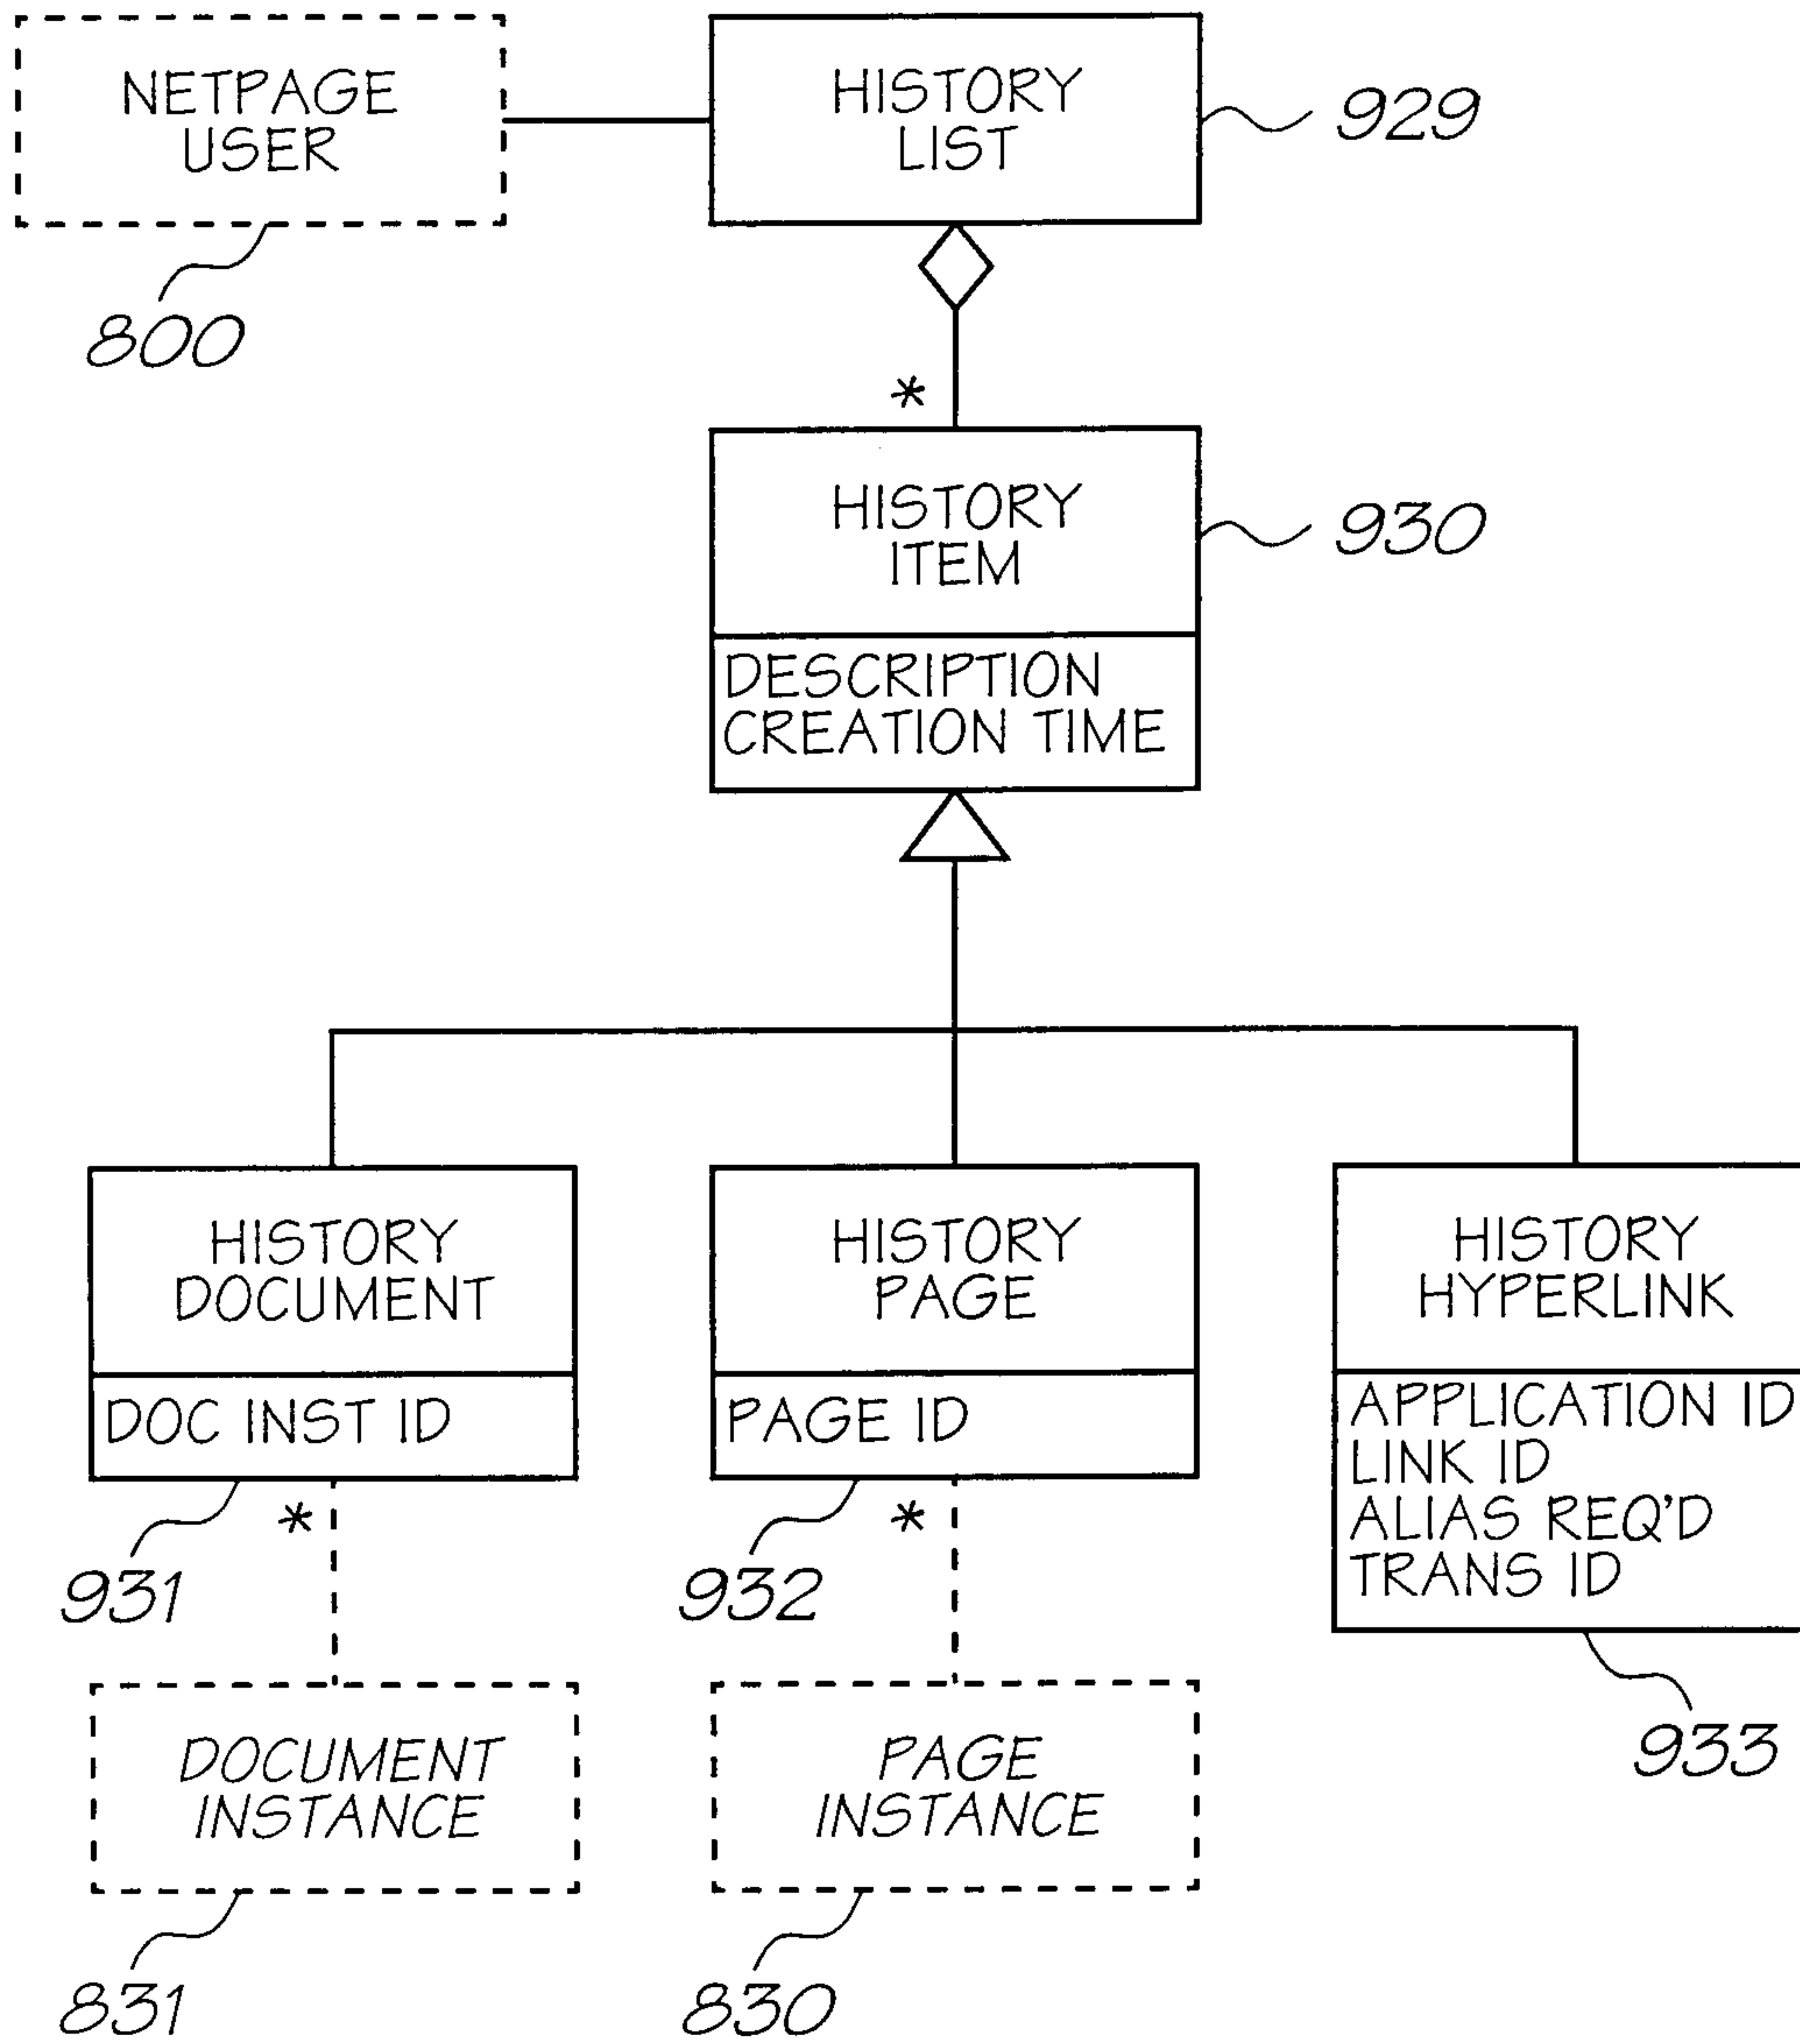 NETPAGE
USER
800
HISTORY
LIST
929
*
HISTORY
ITEM
930
DESCRIPTION
CREATION TIME
HISTORY
DOCUMENT
DOC INST ID
*
931
HISTORY
PAGE
PAGE ID
*
932
HISTORY
HYPERLINK
APPLICATION ID
LINK ID
ALIAS REQ'D
TRANS ID
933
DOCUMENT
INSTANCE
831
PAGE
INSTANCE
830